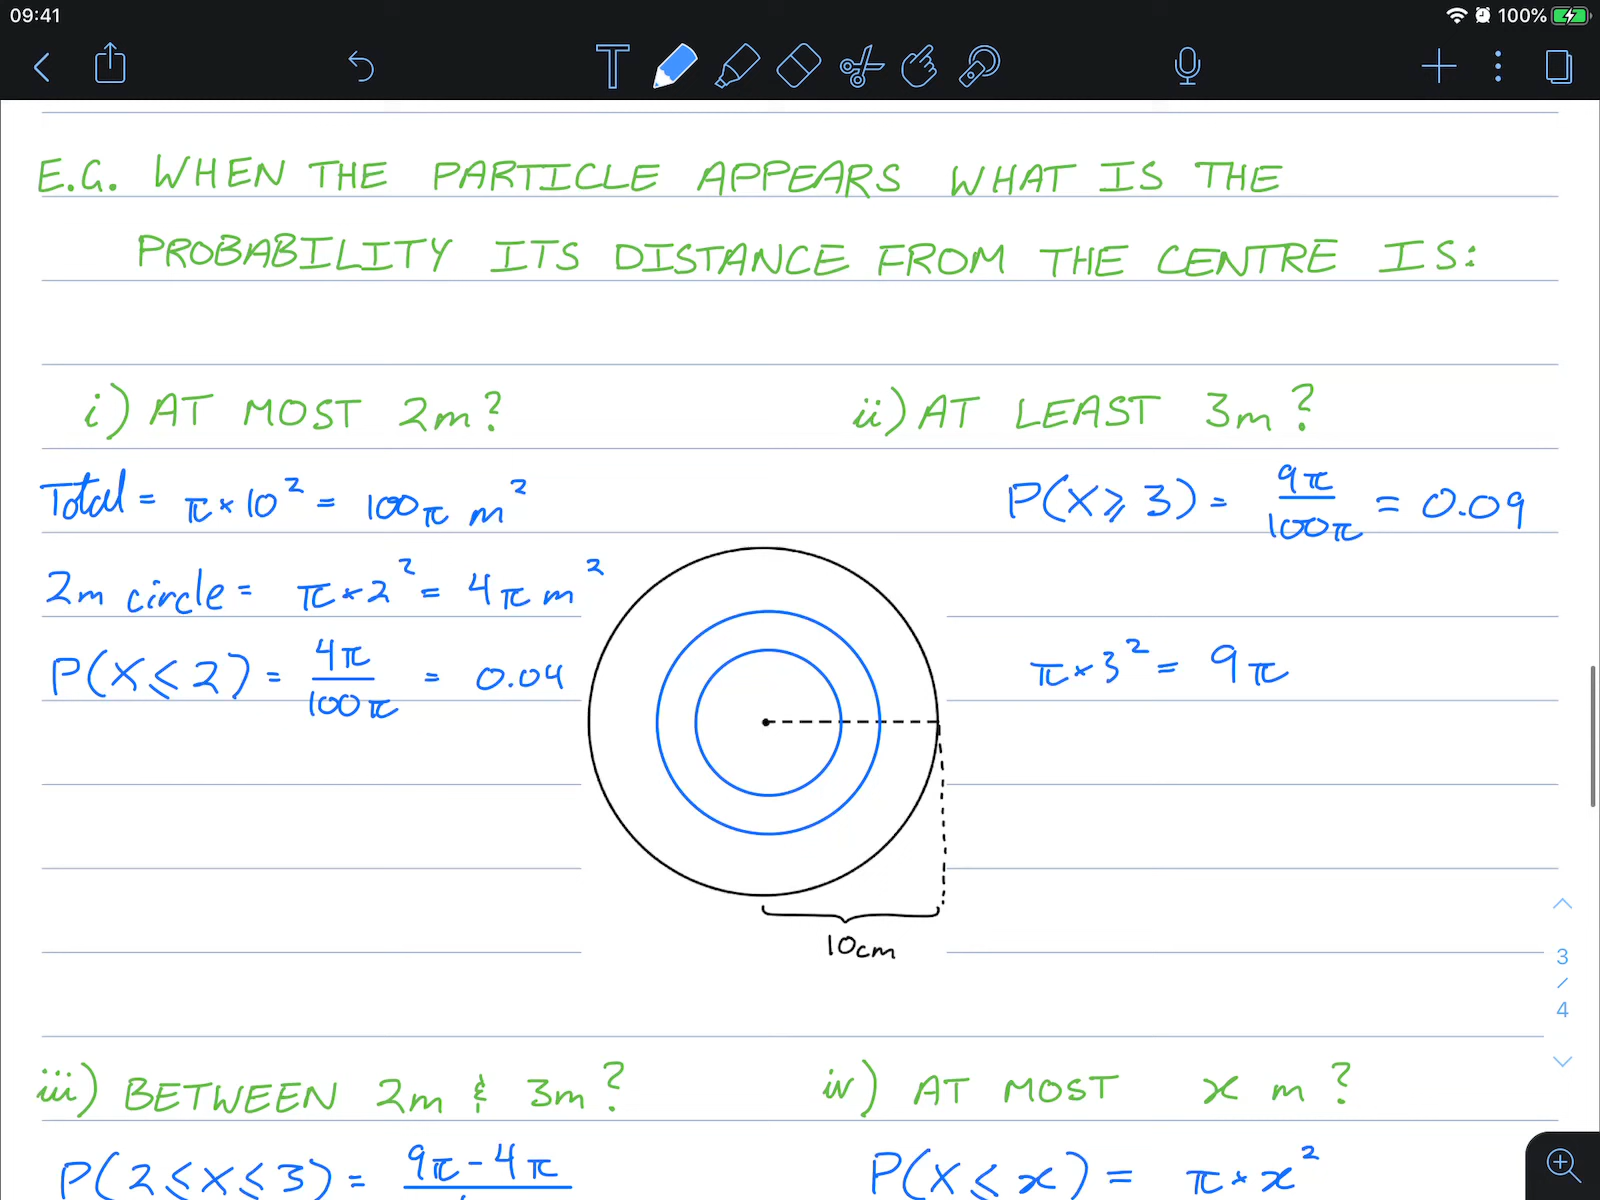 09:41 100%
E.G. WHEN THE PARTICLE APPEARS WHAT IS THE
PROBABILITY ITS DISTANCE FROM THE CENTRE IS:
i) AT MOST 2m?
Total = π×10² = 100π m²
2m circle = π×2² = 4π m²
P(X⩽2) = 4π/100π = 0.04
ii) AT LEAST 3m?
P(X⩾3) = 9π/100π = 0.09
π×3² = 9π
10cm
3
/
4
iii) BETWEEN 2m & 3m?
P(2⩽X⩽3) = 9π-4π
iv) AT MOST x m?
P(X⩽x) = π×x²